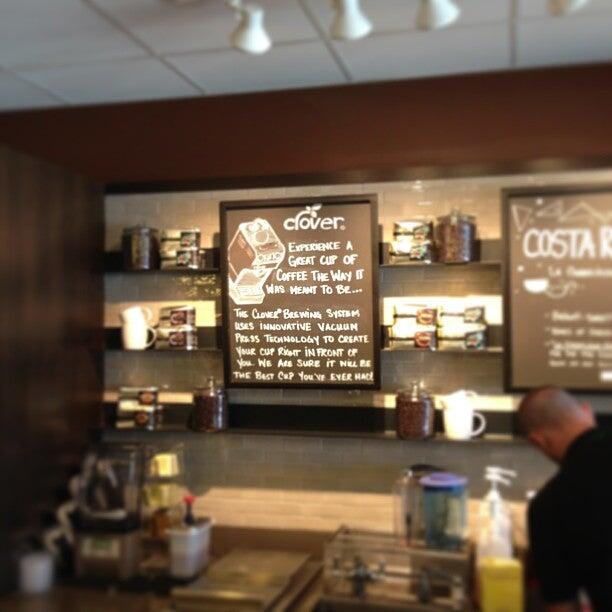 clover®
EXPERIENCE A
GREAT CUP OF
COFFEE THE WAY IT
WAS MEANT TO BE...
THE CLOVER® BREWING SYSTEM
USES INNOVATIVE VACUUM
PRESS TECHNOLOGY TO CREATE
YOUR CUP RIGHT IN FRONT OF
YOU. WE ARE SURE IT WILL BE
THE BEST CUP YOU'VE EVER HAD!
COSTA R